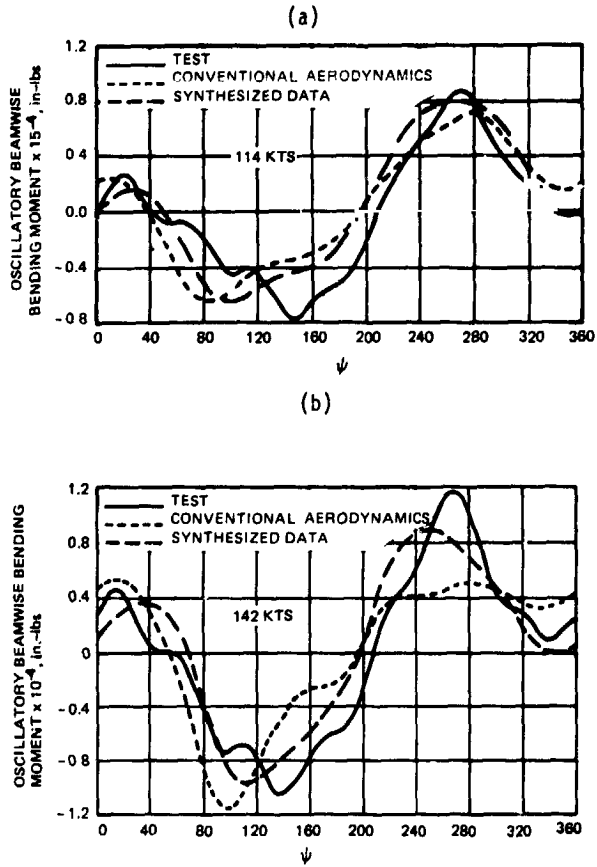 (a)
OSCILLATORY BEAMWISE
BENDING MOMENT x 15⁻⁴, in-lbs
1.2
0.8
0 4
0.0
-0.4
-0 8
TEST
CONVENTIONAL AERODYNAMICS
SYNTHESIZED DATA
114 KTS
0 40 80 120 160 200 240 280 320 360
ψ
(b)
OSCILLATORY BEAMWISE BENDING
MOMENT x 10⁻⁴, in.-lbs
1.2
0.8
0.4
0
-0.4
-0.8
-1.2
TEST
CONVENTIONAL AERODYNAMICS
SYNTHESIZED DATA
142 KTS
0 40 80 120 160 200 240 280 320 360
ψ